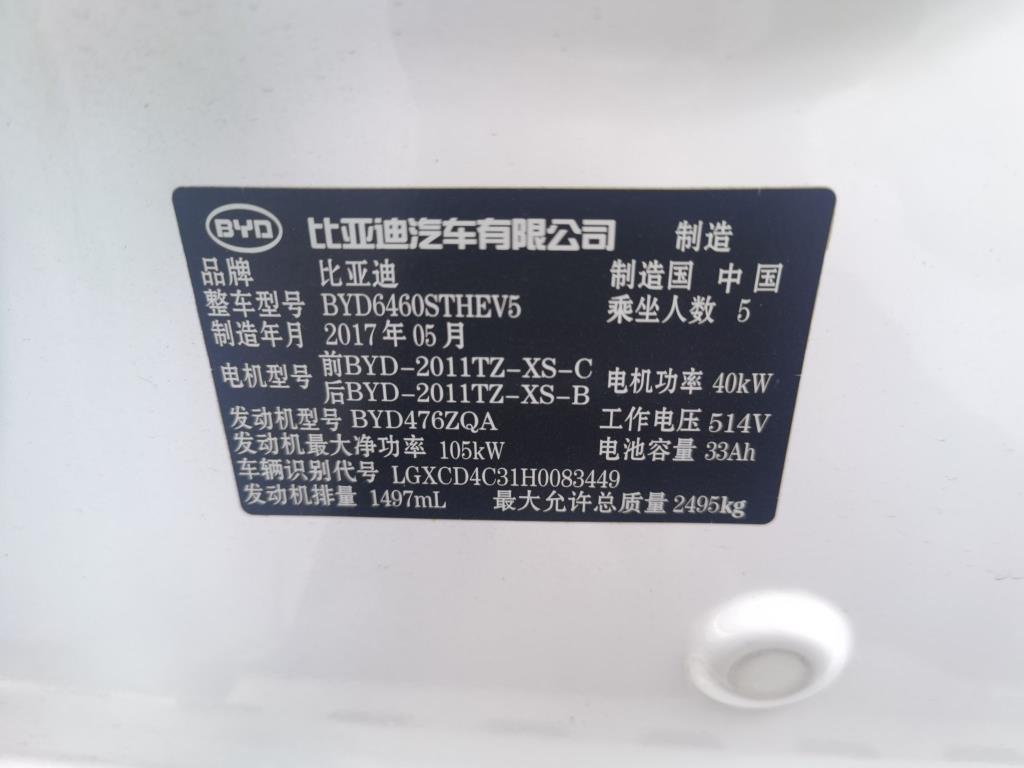 BYD 比亚迪汽车有限公司 制造
品牌 比亚迪 制造国 中国
整车型号 BYD6460STHEV5 乘坐人数 5
制造年月 2017年05月
电机型号 前BYD-2011TZ-XS-C 电机功率 40kW
后BYD-2011TZ-XS-B
发动机型号 BYD476ZQA 工作电压 514V
发动机最大净功率 105kW 电池容量 33Ah
车辆识别代号 LGXCD4C31H0083449
发动机排量 1497mL 最大允许总质量 2495kg